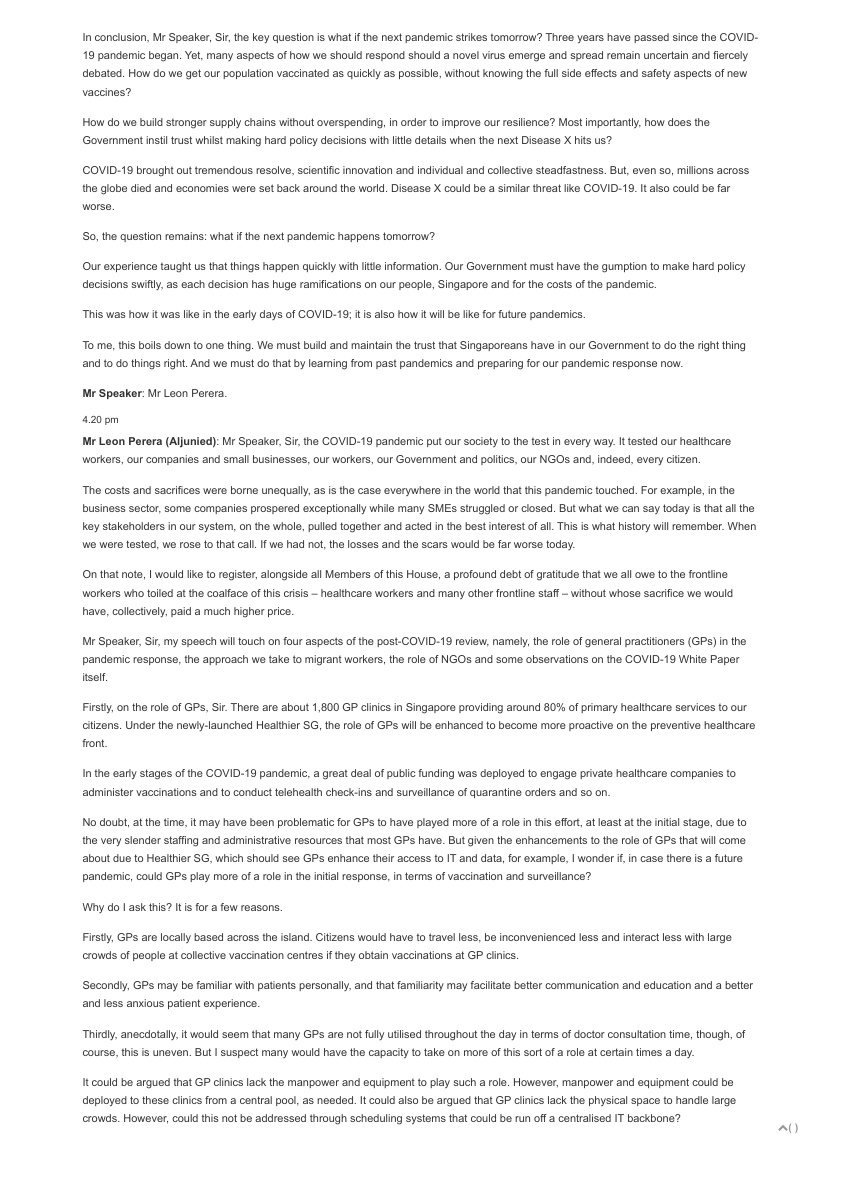 In conclusion, Mr Speaker, Sir, the key question is what if the next pandemic strikes tomorrow? Three years have passed since the COVID-
19 pandemic began. Yet, many aspects of how we should respond should a novel virus emerge and spread remain uncertain and fiercely
debated. How do we get our population vaccinated as quickly as possible, without knowing the full side effects and safety aspects of new
vaccines?
How do we build stronger supply chains without overspending, in order to improve our resilience? Most importantly, how does the
Government instil trust whilst making hard policy decisions with little details when the next Disease X hits us?
COVID-19 brought out tremendous resolve, scientific innovation and individual and collective steadfastness. But, even so, millions across
the globe died and economies were set back around the world. Disease X could be a similar threat like COVID-19. It also could be far
worse.
So, the question remains: what if the next pandemic happens tomorrow?
Our experience taught us that things happen quickly with little information. Our Government must have the gumption to make hard policy
decisions swiftly, as each decision has huge ramifications on our people, Singapore and for the costs of the pandemic.
This was how it was like in the early days of COVID-19; it is also how it will be like for future pandemics.
To me, this boils down to one thing. We must build and maintain the trust that Singaporeans have in our Government to do the right thing
and to do things right. And we must do that by learning from past pandemics and preparing for our pandemic response now.
Mr Speaker: Mr Leon Perera.
4.20 pm
Mr Leon Perera (Aljunied): Mr Speaker, Sir, the COVID-19 pandemic put our society to the test in every way. It tested our healthcare
workers, our companies and small businesses, our workers, our Government and politics, our NGOs and, indeed, every citizen.
The costs and sacrifices were borne unequally, as is the case everywhere in the world that this pandemic touched. For example, in the
business sector, some companies prospered exceptionally while many SMEs struggled or closed. But what we can say today is that all the
key stakeholders in our system, on the whole, pulled together and acted in the best interest of all. This is what history will remember. When
we were tested, we rose to that call. If we had not, the losses and the scars would be far worse today.
On that note, I would like to register, alongside all Members of this House, a profound debt of gratitude that we all owe to the frontline
workers who toiled at the coalface of this crisis – healthcare workers and many other frontline staff – without whose sacrifice we would
have, collectively, paid a much higher price.
Mr Speaker, Sir, my speech will touch on four aspects of the post-COVID-19 review, namely, the role of general practitioners (GPs) in the
pandemic response, the approach we take to migrant workers, the role of NGOs and some observations on the COVID-19 White Paper
itself.
Firstly, on the role of GPs, Sir. There are about 1,800 GP clinics in Singapore providing around 80% of primary healthcare services to our
citizens. Under the newly-launched Healthier SG, the role of GPs will be enhanced to become more proactive on the preventive healthcare
front.
In the early stages of the COVID-19 pandemic, a great deal of public funding was deployed to engage private healthcare companies to
administer vaccinations and to conduct telehealth check-ins and surveillance of quarantine orders and so on.
No doubt, at the time, it may have been problematic for GPs to have played more of a role in this effort, at least at the initial stage, due to
the very slender staffing and administrative resources that most GPs have. But given the enhancements to the role of GPs that will come
about due to Healthier SG, which should see GPs enhance their access to IT and data, for example, I wonder if, in case there is a future
pandemic, could GPs play more of a role in the initial response, in terms of vaccination and surveillance?
Why do I ask this? It is for a few reasons.
Firstly, GPs are locally based across the island. Citizens would have to travel less, be inconvenienced less and interact less with large
crowds of people at collective vaccination centres if they obtain vaccinations at GP clinics.
Secondly, GPs may be familiar with patients personally, and that familiarity may facilitate better communication and education and a better
and less anxious patient experience.
Thirdly, anecdotally, it would seem that many GPs are not fully utilised throughout the day in terms of doctor consultation time, though, of
course, this is uneven. But I suspect many would have the capacity to take on more of this sort of a role at certain times a day.
It could be argued that GP clinics lack the manpower and equipment to play such a role. However, manpower and equipment could be
deployed to these clinics from a central pool, as needed. It could also be argued that GP clinics lack the physical space to handle large
crowds. However, could this not be addressed through scheduling systems that could be run off a centralised IT backbone?
( )